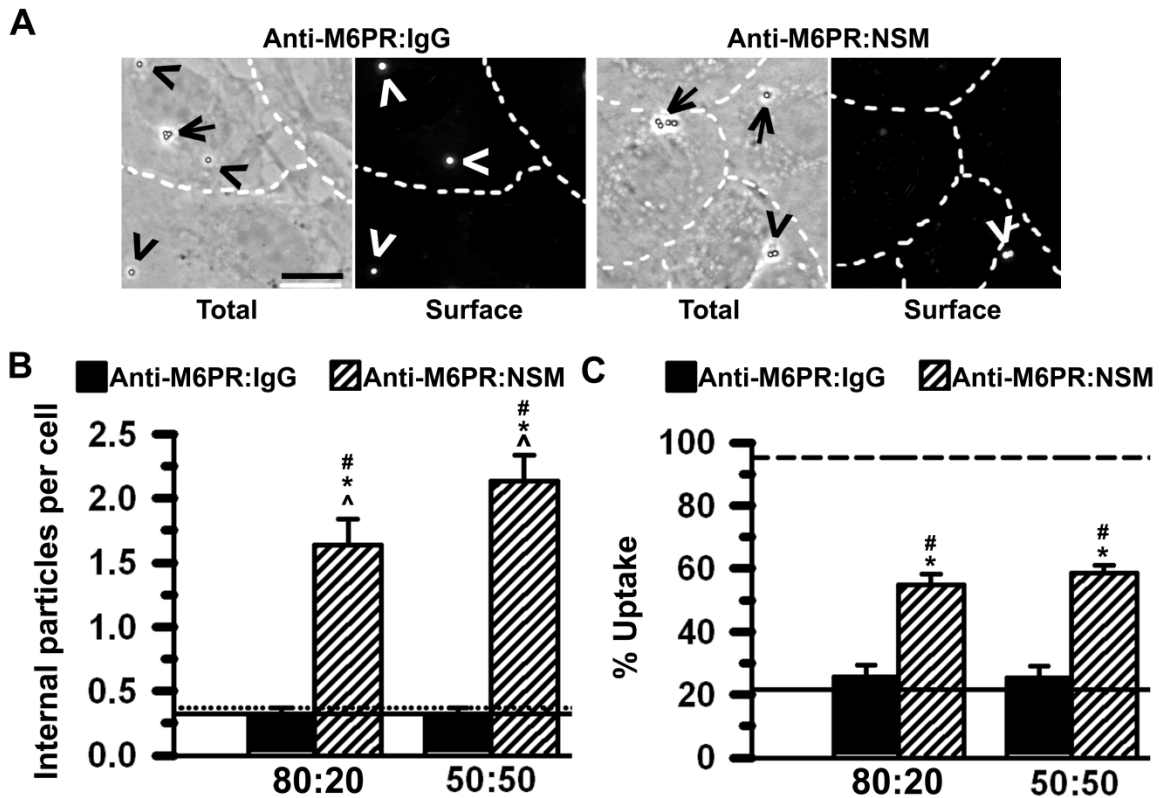 A
Anti-M6PR:IgG Anti-M6PR:NSM
Total Surface Total Surface
B
Anti-M6PR:IgG Anti-M6PR:NSM
Internal particles per cell
2.5
#
*
^
2.0
#
*
^
1.5
1.0
0.5
0.0
80:20 50:50
C
Anti-M6PR:IgG Anti-M6PR:NSM
% Uptake
100
80
#
*
#
*
60
40
20
0
80:20 50:50